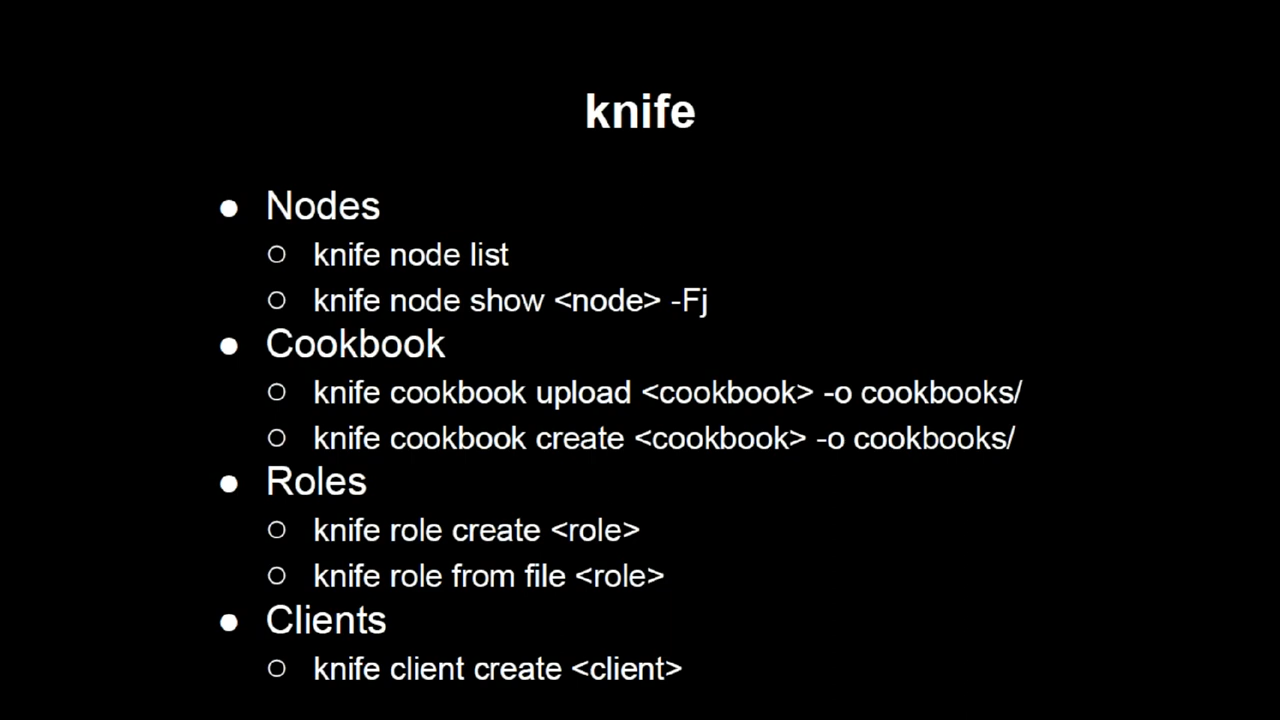 knife
● Nodes
○ knife node list
○ knife node show <node> -Fj
● Cookbook
○ knife cookbook upload <cookbook> -o cookbooks/
○ knife cookbook create <cookbook> -o cookbooks/
● Roles
○ knife role create <role>
○ knife role from file <role>
● Clients
○ knife client create <client>